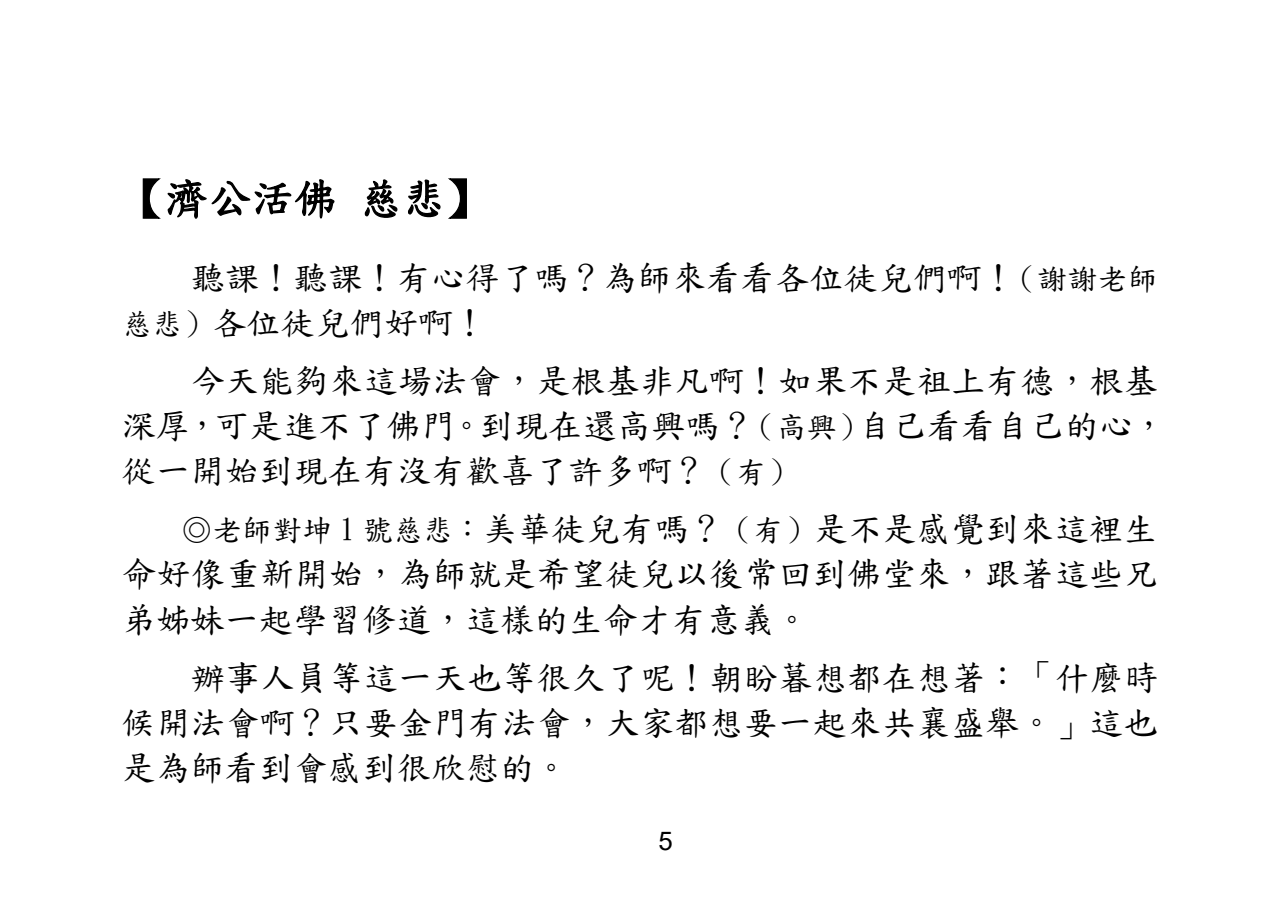 【濟公活佛 慈悲】
聽課！聽課！有心得了嗎？為師來看看各位徒兒們啊！（謝謝老師
慈悲）各位徒兒們好啊！
今天能夠來這場法會，是根基非凡啊！如果不是祖上有德，根基
深厚，可是進不了佛門。到現在還高興嗎？（高興）自己看看自己的心，
從一開始到現在有沒有歡喜了許多啊？（有）
◎老師對坤１號慈悲：美華徒兒有嗎？（有）是不是感覺到來這裡生
命好像重新開始，為師就是希望徒兒以後常回到佛堂來，跟著這些兄
弟姊妹一起學習修道，這樣的生命才有意義。
辦事人員等這一天也等很久了呢！朝盼暮想都在想著：「什麼時
候開法會啊？只要金門有法會，大家都想要一起來共襄盛舉。」這也
是為師看到會感到很欣慰的。
5